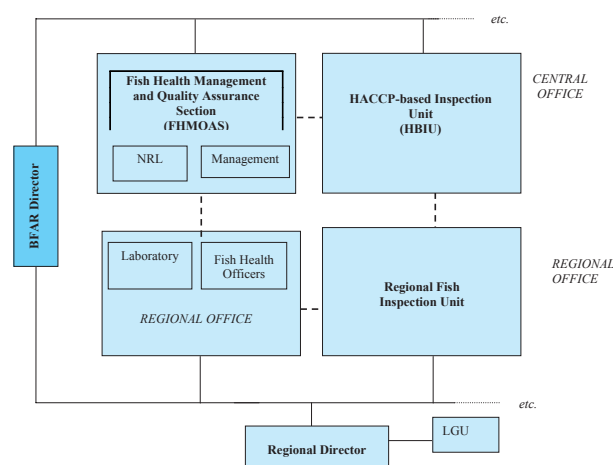 etc.
Fish Health Management
and Quality Assurance
Section
(FHMOAS)
NRL
Management
HACCP-based Inspection
Unit
(HBIU)
CENTRAL
OFFICE
BFAR Director
Laboratory
Fish Health
Officers
REGIONAL OFFICE
Regional Fish
Inspection Unit
REGIONAL
OFFICE
etc.
Regional Director
LGU